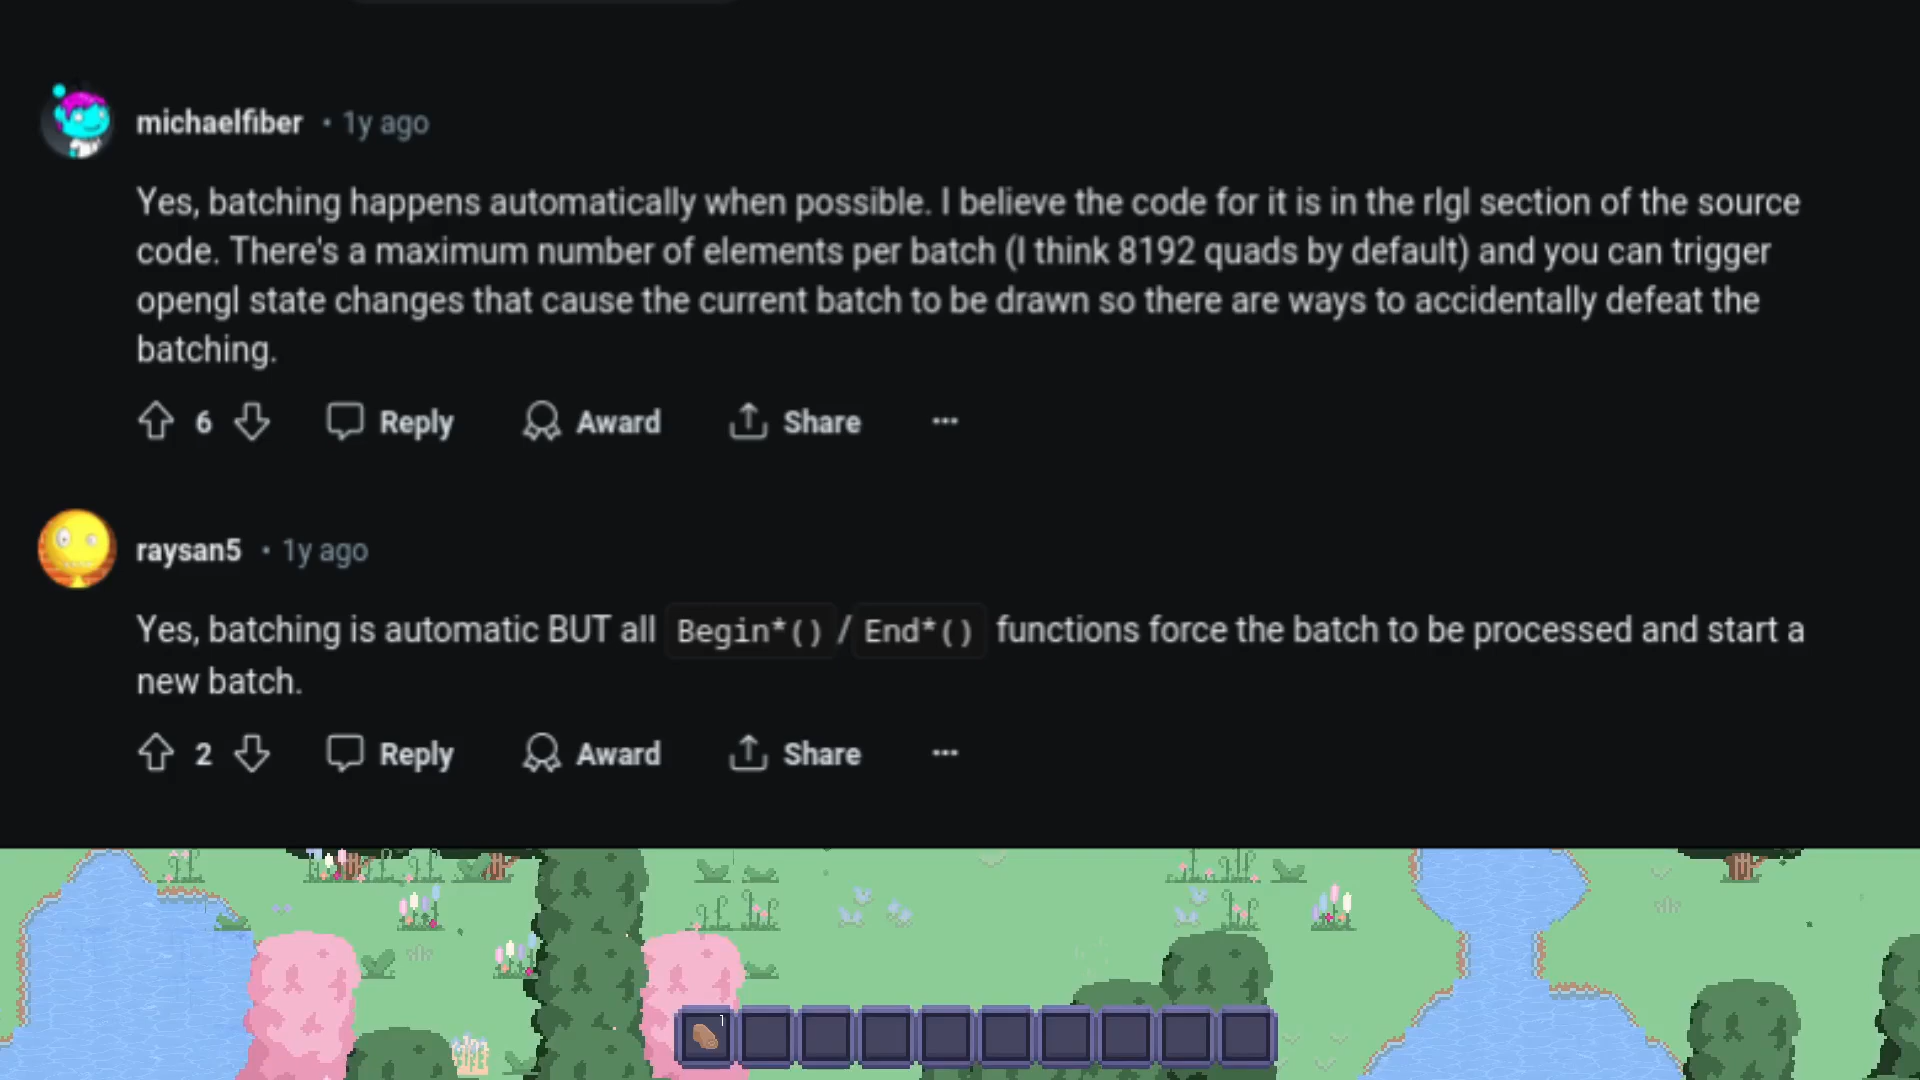 michaelfiber • 1y ago
Yes, batching happens automatically when possible. I believe the code for it is in the rlgl section of the source
code. There's a maximum number of elements per batch (I think 8192 quads by default) and you can trigger
opengl state changes that cause the current batch to be drawn so there are ways to accidentally defeat the
batching.
6 Reply Award Share ···
raysan5 • 1y ago
Yes, batching is automatic BUT all Begin*() / End*() functions force the batch to be processed and start a
new batch.
2 Reply Award Share ···
1